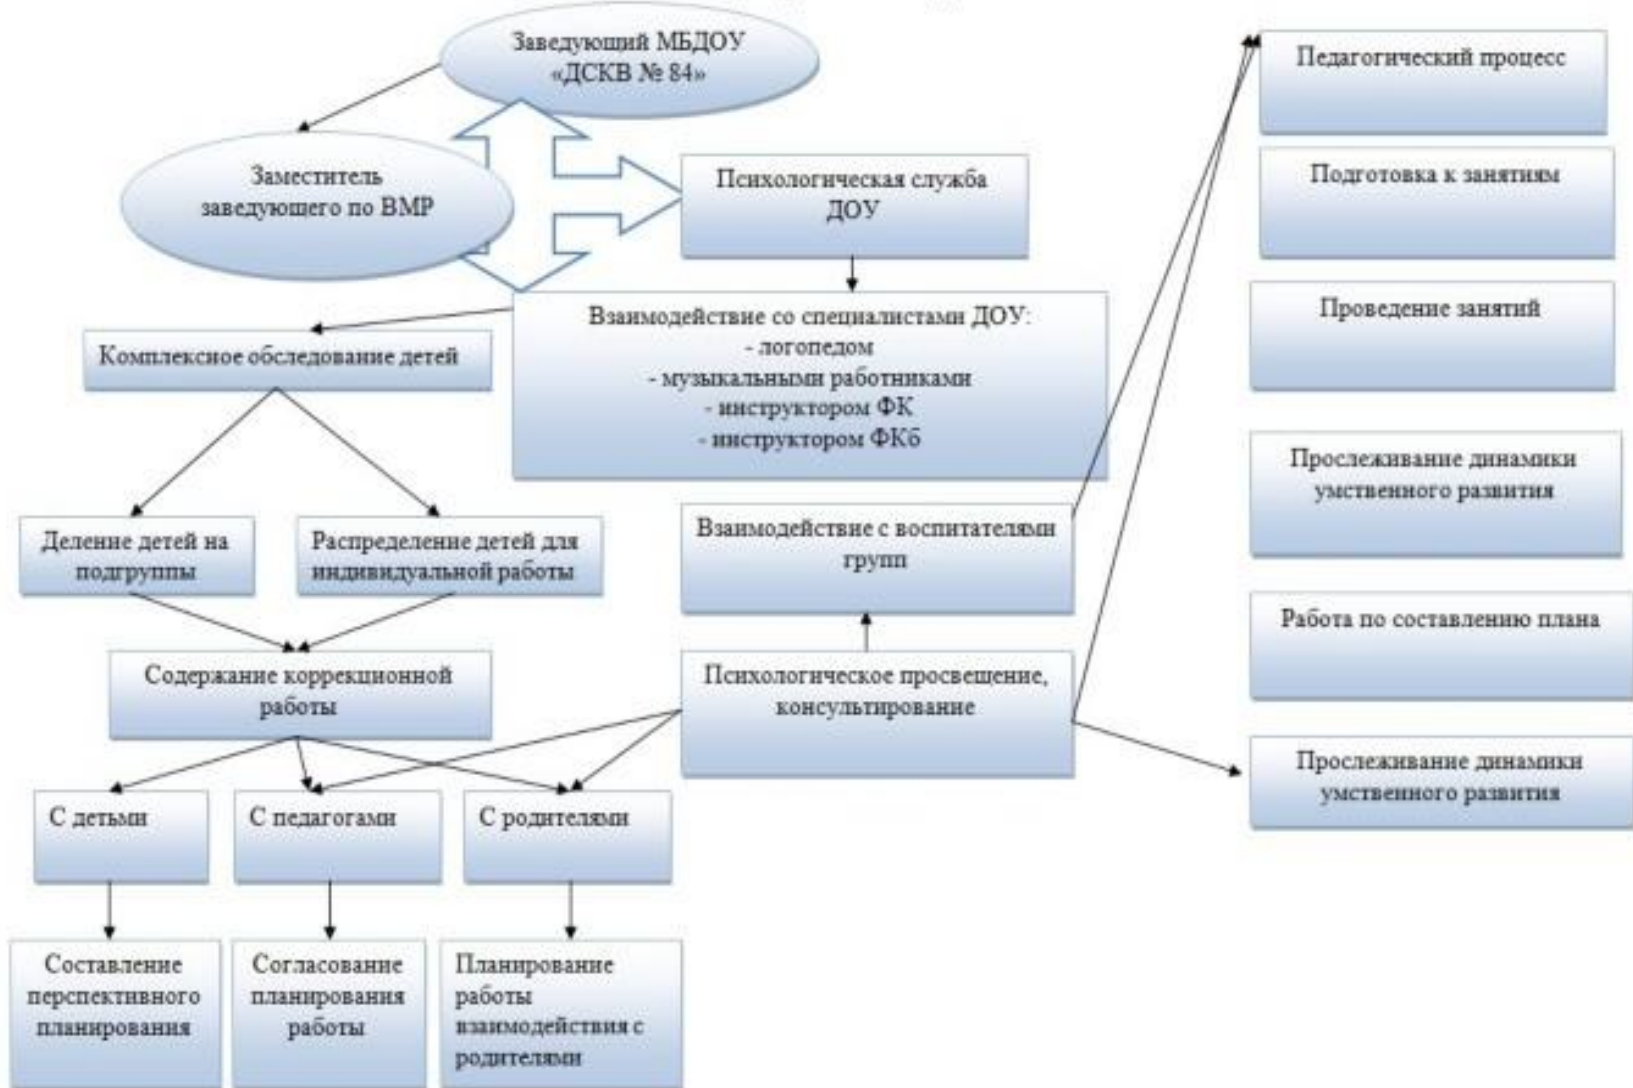 Заведующий МБДОУ
«ДСКВ № 84»
Заместитель
заведующего по ВМР
Психологическая служба
ДОУ
Взаимодействие со специалистами ДОУ:
- логопедом
- музыкальными работниками
- инструктором ФК
- инструктором ФКб
Комплексное обследование детей
Деление детей на
подгруппы
Распределение детей для
индивидуальной работы
Взаимодействие с воспитателями
групп
Содержание коррекционной
работы
Психологическое просвещение,
консультирование
С детьми
С педагогами
С родителями
Составление
перспективного
планирования
Согласование
планирования
работы
Планирование
работы
взаимодействия с
родителями
Педагогический процесс
Подготовка к занятиям
Проведение занятий
Прослеживание динамики
умственного развития
Работа по составлению плана
Прослеживание динамики
умственного развития